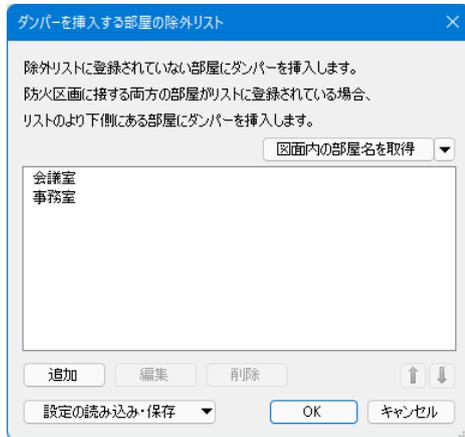 ダンパーを挿入する部屋の除外リスト
除外リストに登録されていない部屋にダンパーを挿入します。
防火区画に接する両方の部屋がリストに登録されている場合、
リストのより下側にある部屋にダンパーを挿入します。
図面内の部屋名を取得
会議室
事務室
追加 編集 削除
設定の読み込み・保存 OK キャンセル